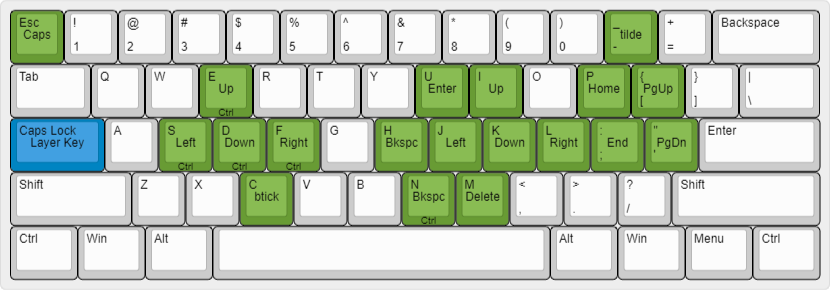 Esc ! @ # $ % ^ & * ( ) _ + Backspace
Caps tilde
1 2 3 4 5 6 7 8 9 0 - =
Tab Q W E R T Y U I O P { } |
Up Enter Up Home PgUp
Ctrl [ ] \
Caps Lock A S D F G H J K L : " Enter
Layer Key Left Down Right Bkspc Left Down Right End PgDn
Ctrl Ctrl Ctrl ; '
Shift Z X C V B N M < > ? Shift
btick Bkspc Delete
Ctrl , . /
Ctrl Win Alt Alt Win Menu Ctrl